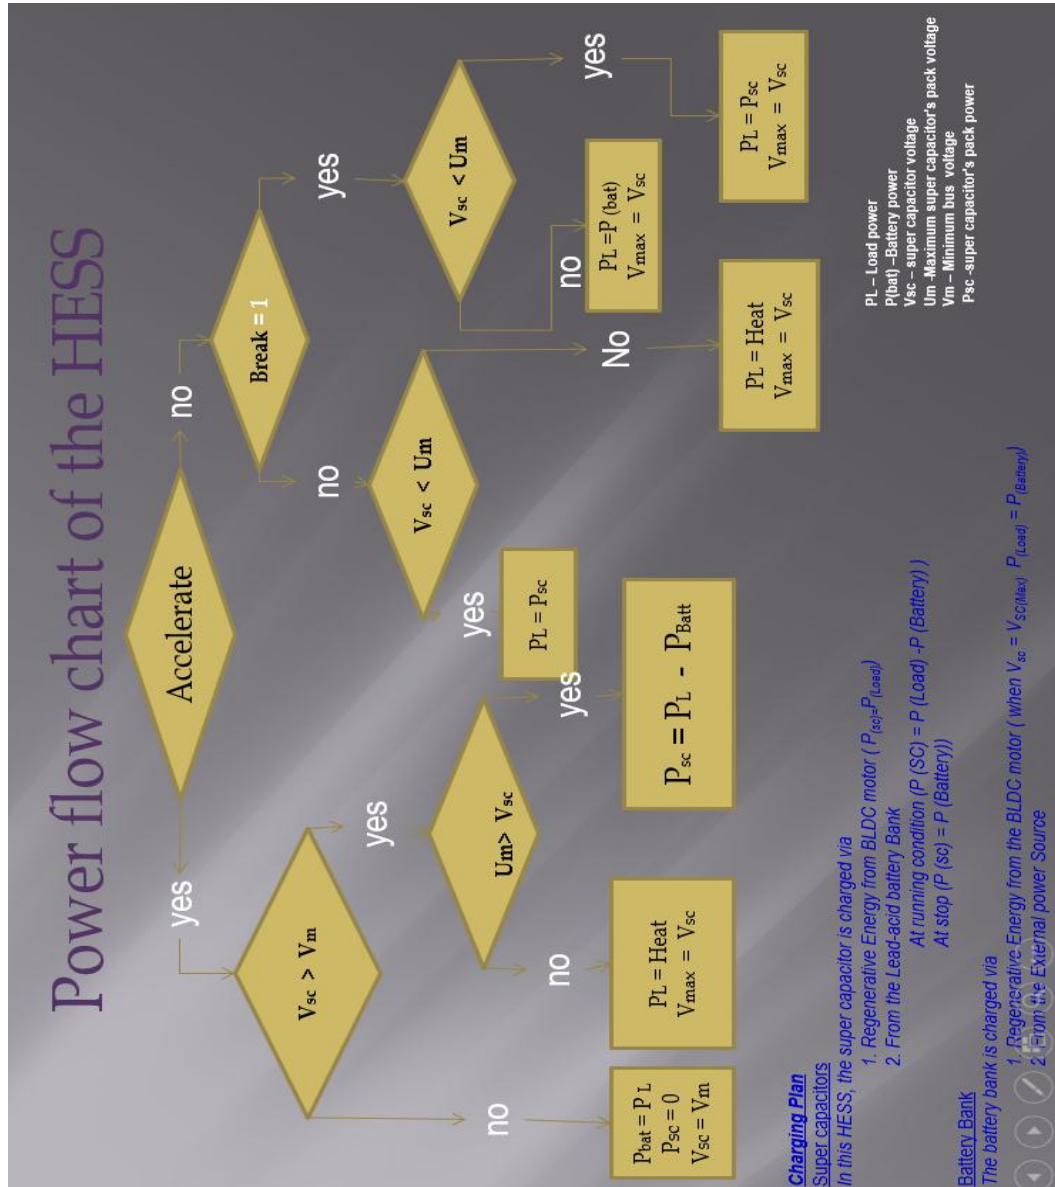 Power flow chart of the HESS
Accelerate
yes
no
Vsc > Vm
Break = 1
yes
no
no
yes
Um> Vsc
Vsc < Um
Vsc < Um
no
yes
yes
No
no
yes
Pbat = PL
Psc = 0
Vsc = Vm
PL = Heat
Vmax = Vsc
Psc = PL - PBatt
PL = Psc
PL = Heat
Vmax = Vsc
PL =P (bat)
Vmax = Vsc
PL = Psc
Vmax = Vsc
Charging Plan
Super capacitors
In this HESS, the super capacitor is charged via
1. Regenerative Energy from BLDC motor ( P(sc)=P(Load))
2. From the Lead-acid battery Bank
At running condition (P (SC) = P (Load) -P (Battery) )
At stop (P (sc) = P (Battery))
Battery Bank
The battery bank is charged via
1. Regenerative Energy from the BLDC motor ( when Vsc = VSC(Max) P(Load) = P(Battery))
2. From the External power Source
PL – Load power
P(bat) –Battery power
Vsc – super capacitor voltage
Um -Maximum super capacitor's pack voltage
Vm – Minimum bus voltage
Psc-super capacitor's pack power